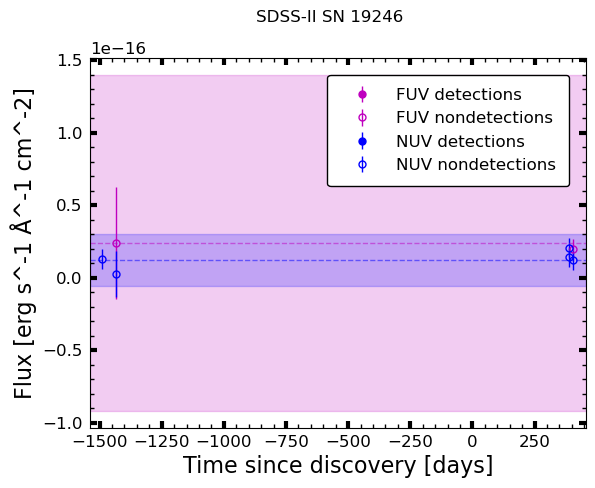 SDSS-II SN 19246
1e−16
1.5
1.0
0.5
0.0
−0.5
−1.0
Flux [erg s^-1 Å^-1 cm^-2]
FUV detections
FUV nondetections
NUV detections
NUV nondetections
−1500 −1250 −1000 −750 −500 −250 0 250
Time since discovery [days]